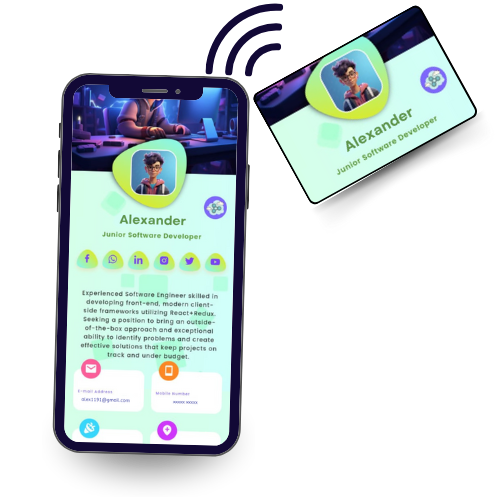 Alexander
Junior Software Developer
Alexander
Junior Software Developer
Experienced Software Engineer skilled in
developing front-end, modern client-
side frameworks utilizing React+Redux.
Seeking a position to bring an outside-
of-the-box approach and exceptional
ability to identify problems and create
effective solutions that keep projects on
track and under budget.
E-mail Address
alex1191@gmail.com
Mobile Number
xxxxx xxxxx